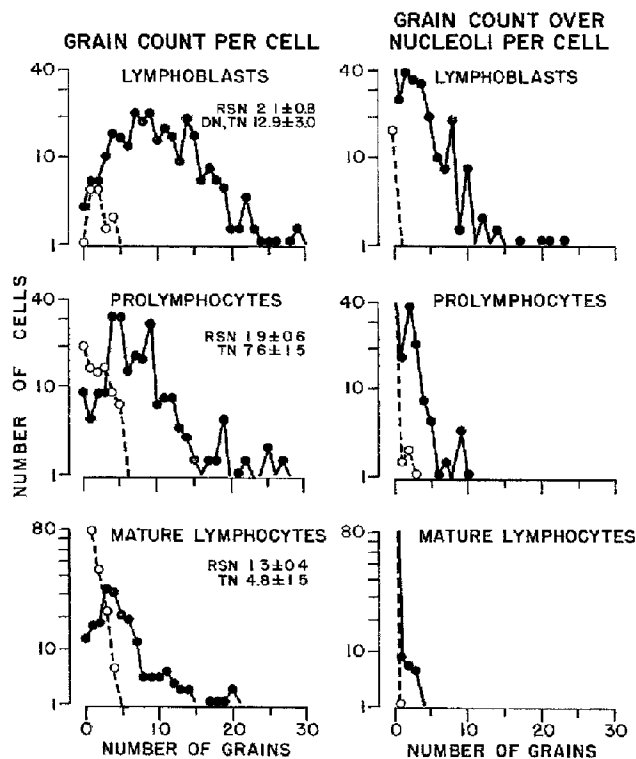 GRAIN COUNT PER CELL
LYMPHOBLASTS
RSN 2.1±0.8
DN, TN 12.9±3.0
40
10
1
PROLYMPHOCYTES
RSN 1.9±0.6
TN 7.6±1.5
40
10
1
MATURE LYMPHOCYTES
RSN 1.3±0.4
TN 4.8±1.5
80
10
1
0 10 20 30
NUMBER OF GRAINS
NUMBER OF CELLS
GRAIN COUNT OVER
NUCLEOLI PER CELL
LYMPHOBLASTS
40
10
1
PROLYMPHOCYTES
40
10
1
MATURE LYMPHOCYTES
80
10
1
0 10 20 30
NUMBER OF GRAINS